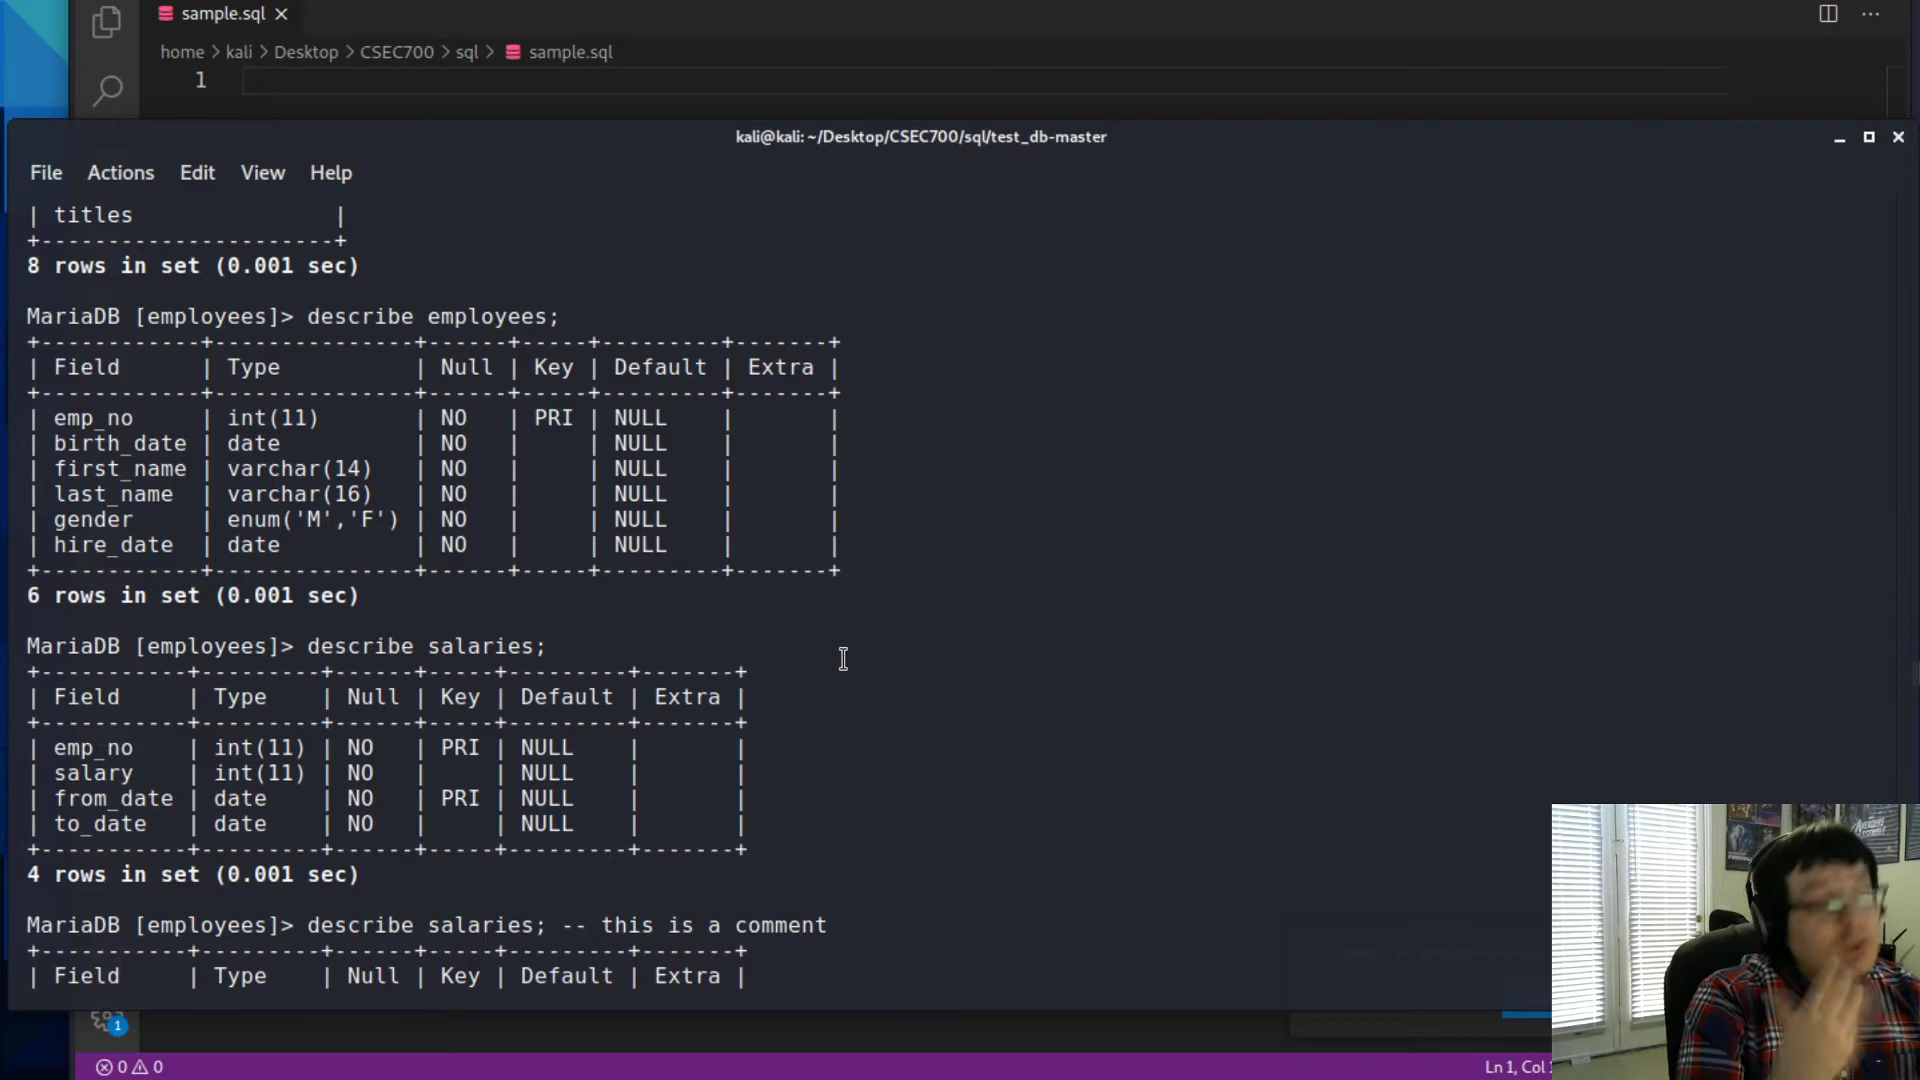 sample.sql
home > kali > Desktop > CSEC700 > sql > sample.sql
1
kali@kali: ~/Desktop/CSEC700/sql/test_db-master
File Actions Edit View Help
| titles               |
+----------------------+
8 rows in set (0.001 sec)
MariaDB [employees]> describe employees;
+------------+---------------+------+-----+---------+-------+
| Field      | Type          | Null | Key | Default | Extra |
+------------+---------------+------+-----+---------+-------+
| emp_no     | int(11)       | NO   | PRI | NULL    |       |
| birth_date | date          | NO   |     | NULL    |       |
| first_name | varchar(14)   | NO   |     | NULL    |       |
| last_name  | varchar(16)   | NO   |     | NULL    |       |
| gender     | enum('M','F') | NO   |     | NULL    |       |
| hire_date  | date          | NO   |     | NULL    |       |
+------------+---------------+------+-----+---------+-------+
6 rows in set (0.001 sec)
MariaDB [employees]> describe salaries;
+-----------+---------+------+-----+---------+-------+
| Field     | Type    | Null | Key | Default | Extra |
+-----------+---------+------+-----+---------+-------+
| emp_no    | int(11) | NO   | PRI | NULL    |       |
| salary    | int(11) | NO   |     | NULL    |       |
| from_date | date    | NO   | PRI | NULL    |       |
| to_date   | date    | NO   |     | NULL    |       |
+-----------+---------+------+-----+---------+-------+
4 rows in set (0.001 sec)
MariaDB [employees]> describe salaries; -- this is a comment
+-----------+---------+------+-----+---------+-------+
| Field     | Type    | Null | Key | Default | Extra |
1
0 0
Ln 1, Col
AVENGERS
ASSEMBLE